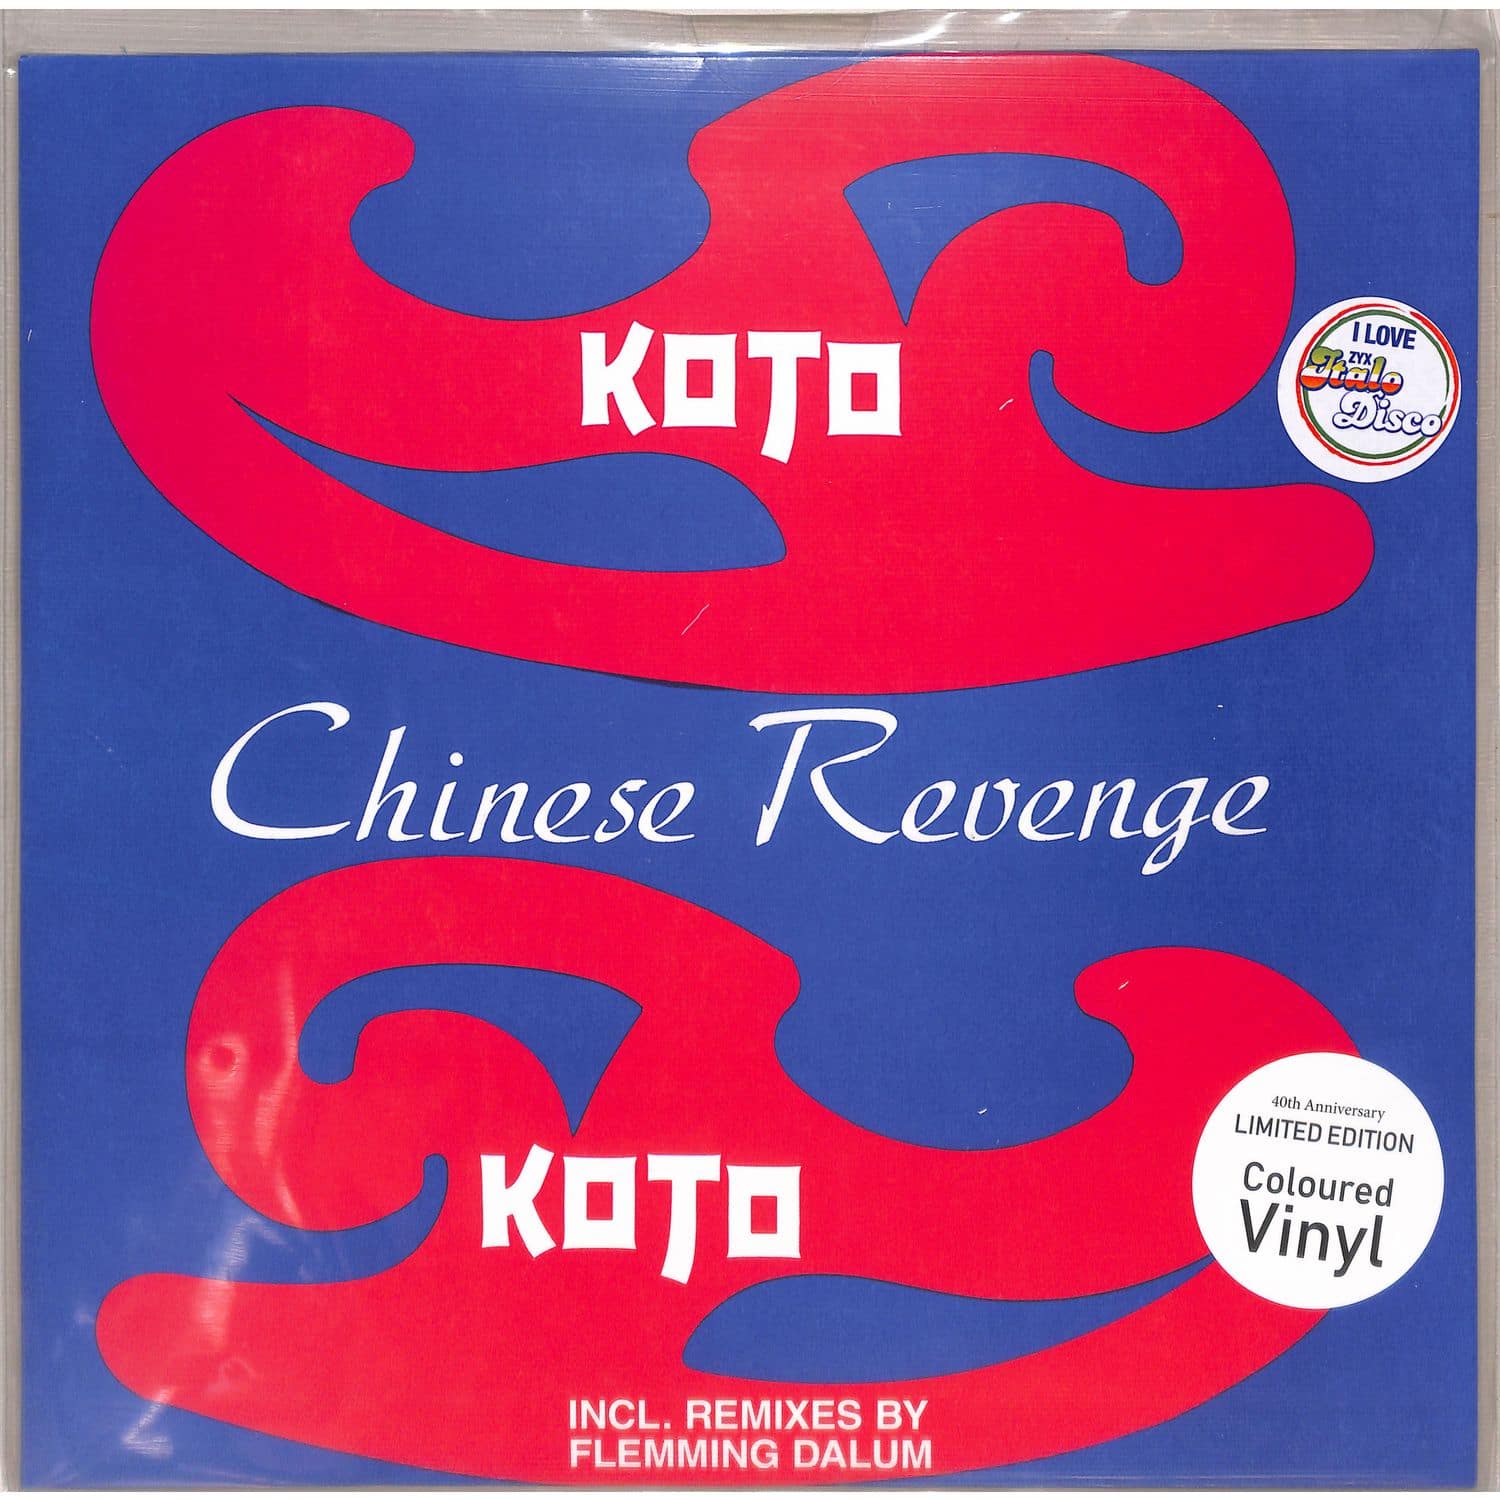 KOTO
I LOVE
ZYX
Italo
Disco
Chinese Revenge
40th Anniversary
LIMITED EDITION
Coloured
Vinyl
KOTO
INCL. REMIXES BY
FLEMMING DALUM